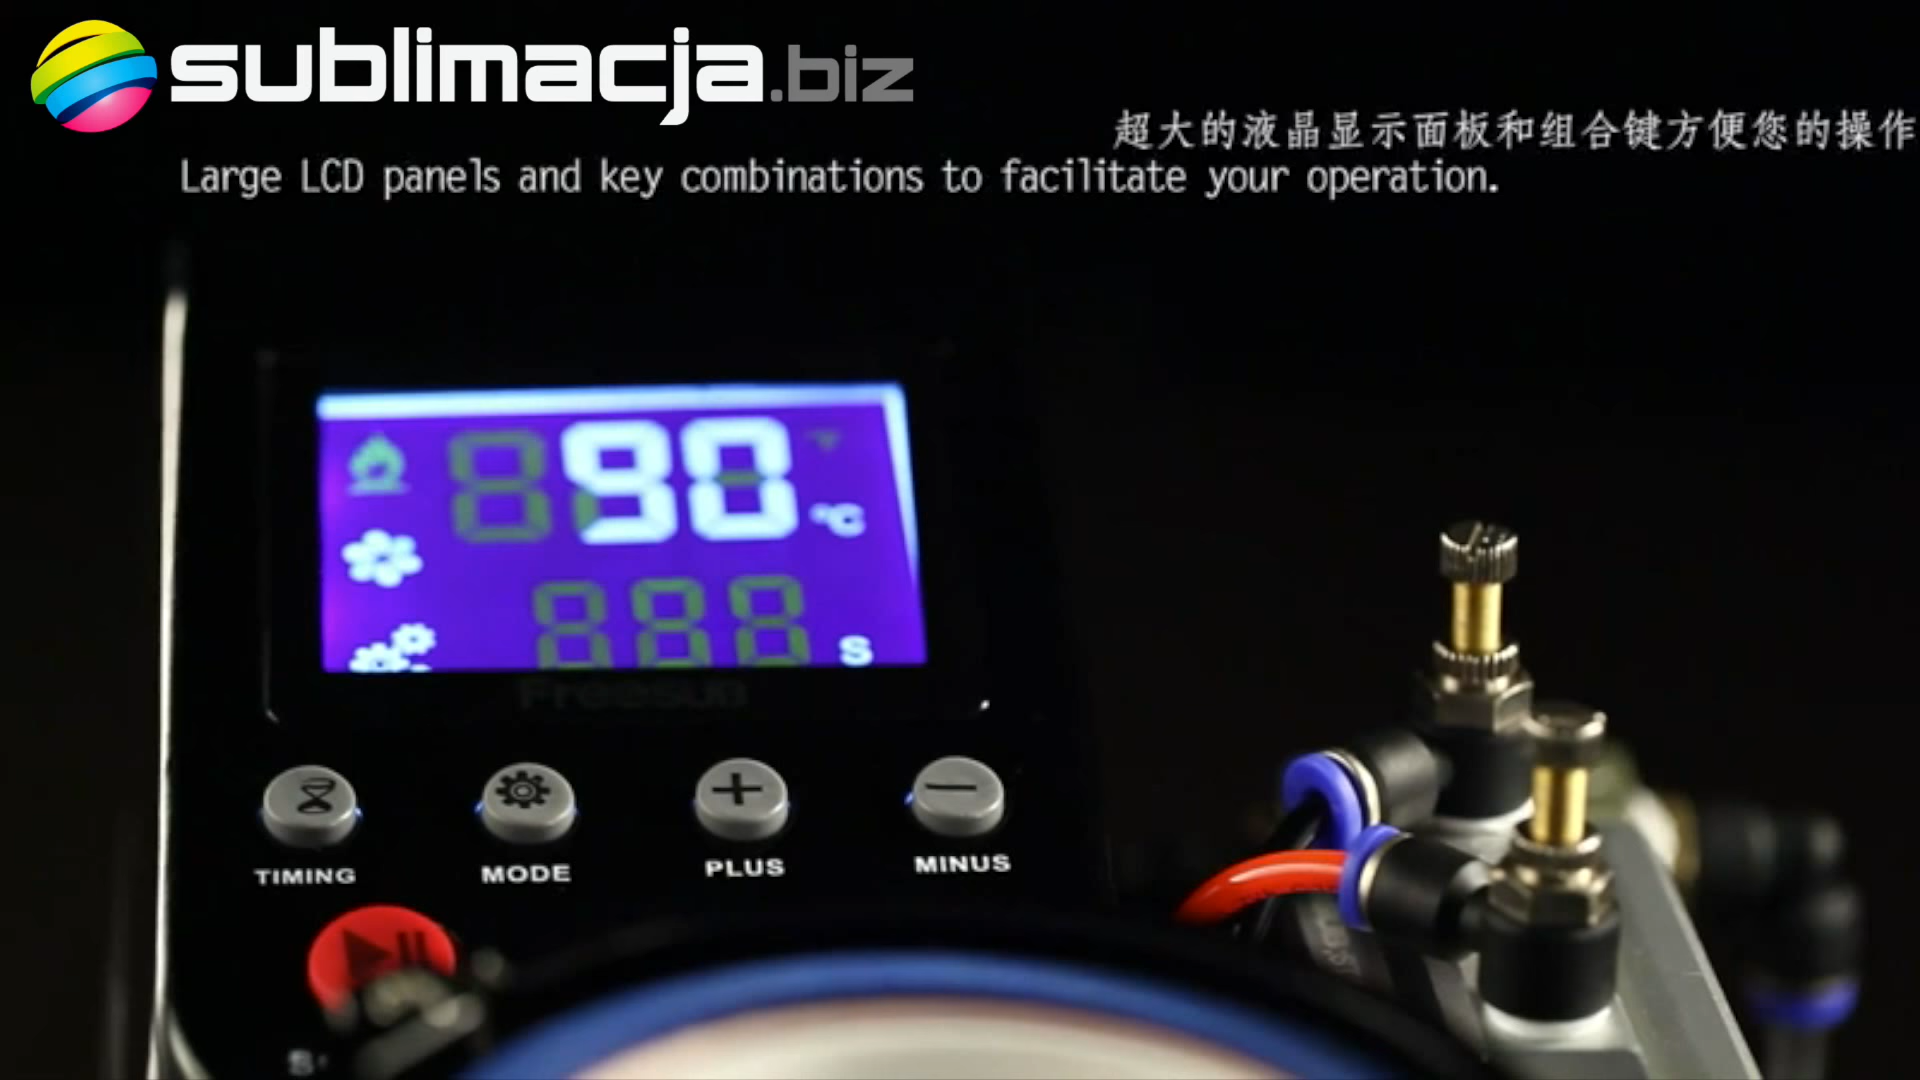 sublimacja.biz
超大的液晶显示面板和组合键方便您的操作
Large LCD panels and key combinations to facilitate your operation.
90
°C
S
Freesub
TIMING
MODE
PLUS
MINUS